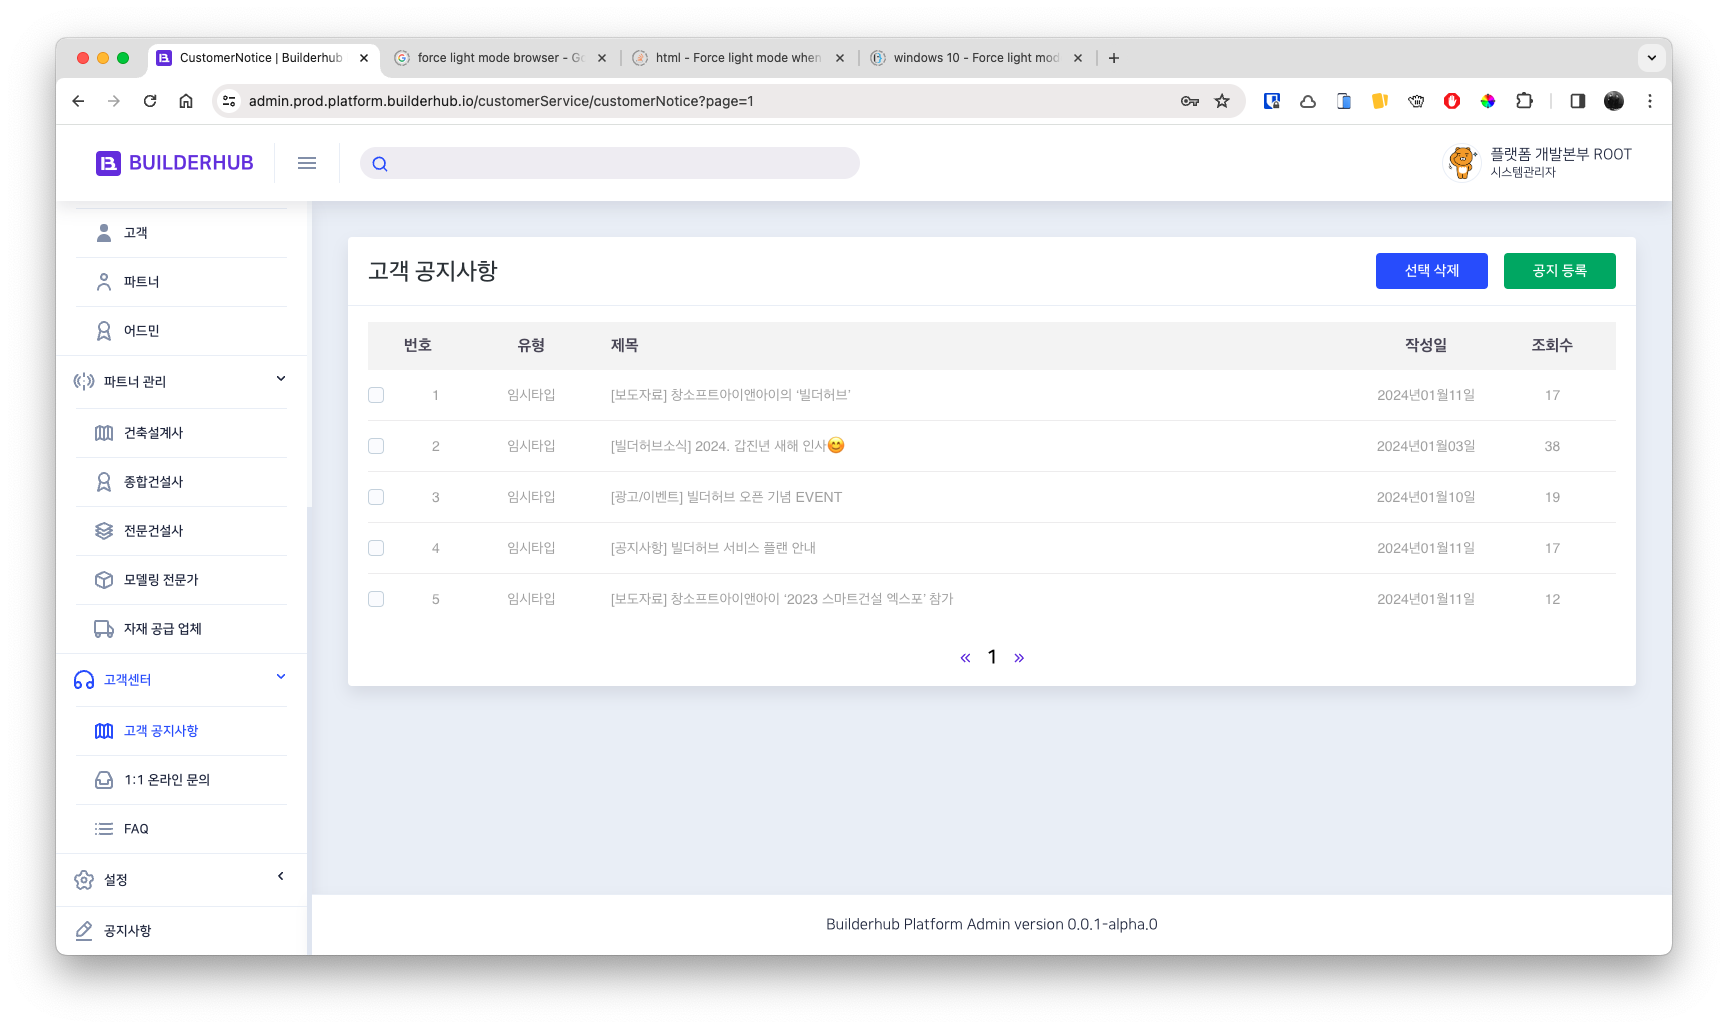 CustomerNotice | Builderhub
force light mode browser - Go
html - Force light mode when
windows 10 - Force light mod
admin.prod.platform.builderhub.io/customerService/customerNotice?page=1
BUILDERHUB
플랫폼 개발본부 ROOT
시스템관리자
고객
파트너
어드민
파트너 관리
건축설계사
종합건설사
전문건설사
모델링 전문가
자재 공급 업체
고객센터
고객 공지사항
1:1 온라인 문의
FAQ
설정
공지사항
고객 공지사항
선택 삭제
공지 등록
번호 유형 제목 작성일 조회수
1 임시타입 [보도자료] 창소프트아이앤아이의 ‘빌더허브’ 2024년01월11일 17
2 임시타입 [빌더허브소식] 2024. 갑진년 새해 인사😊 2024년01월03일 38
3 임시타입 [광고/이벤트] 빌더허브 오픈 기념 EVENT 2024년01월10일 19
4 임시타입 [공지사항] 빌더허브 서비스 플랜 안내 2024년01월11일 17
5 임시타입 [보도자료] 창소프트아이앤아이 ‘2023 스마트건설 엑스포’ 참가 2024년01월11일 12
« 1 »
Builderhub Platform Admin version 0.0.1-alpha.0